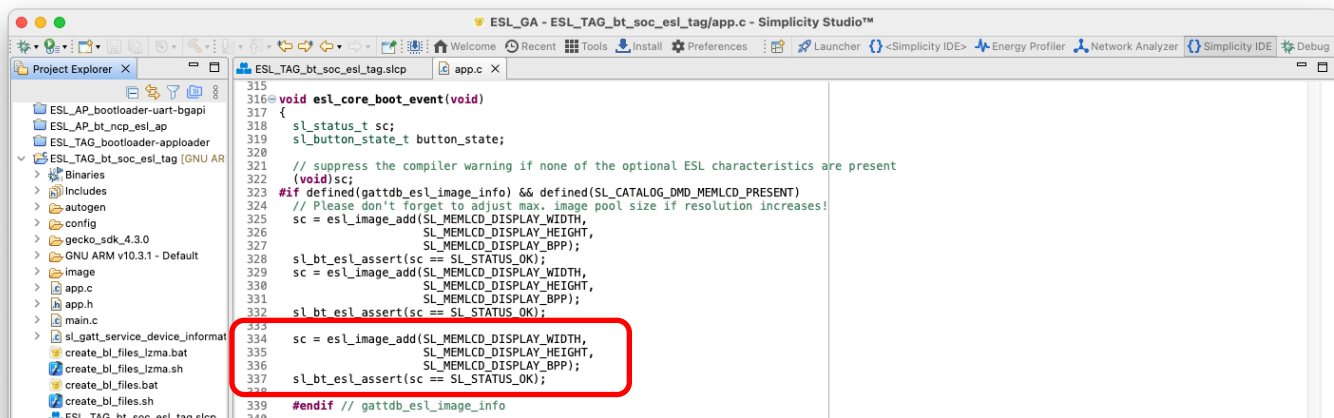 ESL_GA - ESL_TAG_bt_soc_esl_tag/app.c - Simplicity Studio™
Welcome Recent Tools Install Preferences Launcher {} <Simplicity IDE> Energy Profiler Network Analyzer {} Simplicity IDE Debug
Project Explorer
ESL_TAG_bt_soc_esl_tag.slcp app.c
ESL_AP_bootloader-uart-bgapi
ESL_AP_bt_ncp_esl_ap
ESL_TAG_bootloader-apploader
ESL_TAG_bt_soc_esl_tag [GNU AR
Binaries
Includes
autogen
config
gecko_sdk_4.3.0
GNU ARM v10.3.1 - Default
image
app.c
app.h
main.c
sl_gatt_service_device_informat
create_bl_files_lzma.bat
create_bl_files_lzma.sh
create_bl_files.bat
create_bl_files.sh
ESL_TAG_bt_soc_esl_tag.slcp
315
316 void esl_core_boot_event(void)
317 {
318 sl_status_t sc;
319 sl_button_state_t button_state;
320
321 // suppress the compiler warning if none of the optional ESL characteristics are present
322 (void)sc;
323 #if defined(gattdb_esl_image_info) && defined(SL_CATALOG_DMD_MEMLCD_PRESENT)
324 // Please don't forget to adjust max. image pool size if resolution increases!
325 sc = esl_image_add(SL_MEMLCD_DISPLAY_WIDTH,
326 SL_MEMLCD_DISPLAY_HEIGHT,
327 SL_MEMLCD_DISPLAY_BPP);
328 sl_bt_esl_assert(sc == SL_STATUS_OK);
329 sc = esl_image_add(SL_MEMLCD_DISPLAY_WIDTH,
330 SL_MEMLCD_DISPLAY_HEIGHT,
331 SL_MEMLCD_DISPLAY_BPP);
332 sl_bt_esl_assert(sc == SL_STATUS_OK);
333
334 sc = esl_image_add(SL_MEMLCD_DISPLAY_WIDTH,
335 SL_MEMLCD_DISPLAY_HEIGHT,
336 SL_MEMLCD_DISPLAY_BPP);
337 sl_bt_esl_assert(sc == SL_STATUS_OK);
338
339 #endif // gattdb_esl_image_info
340